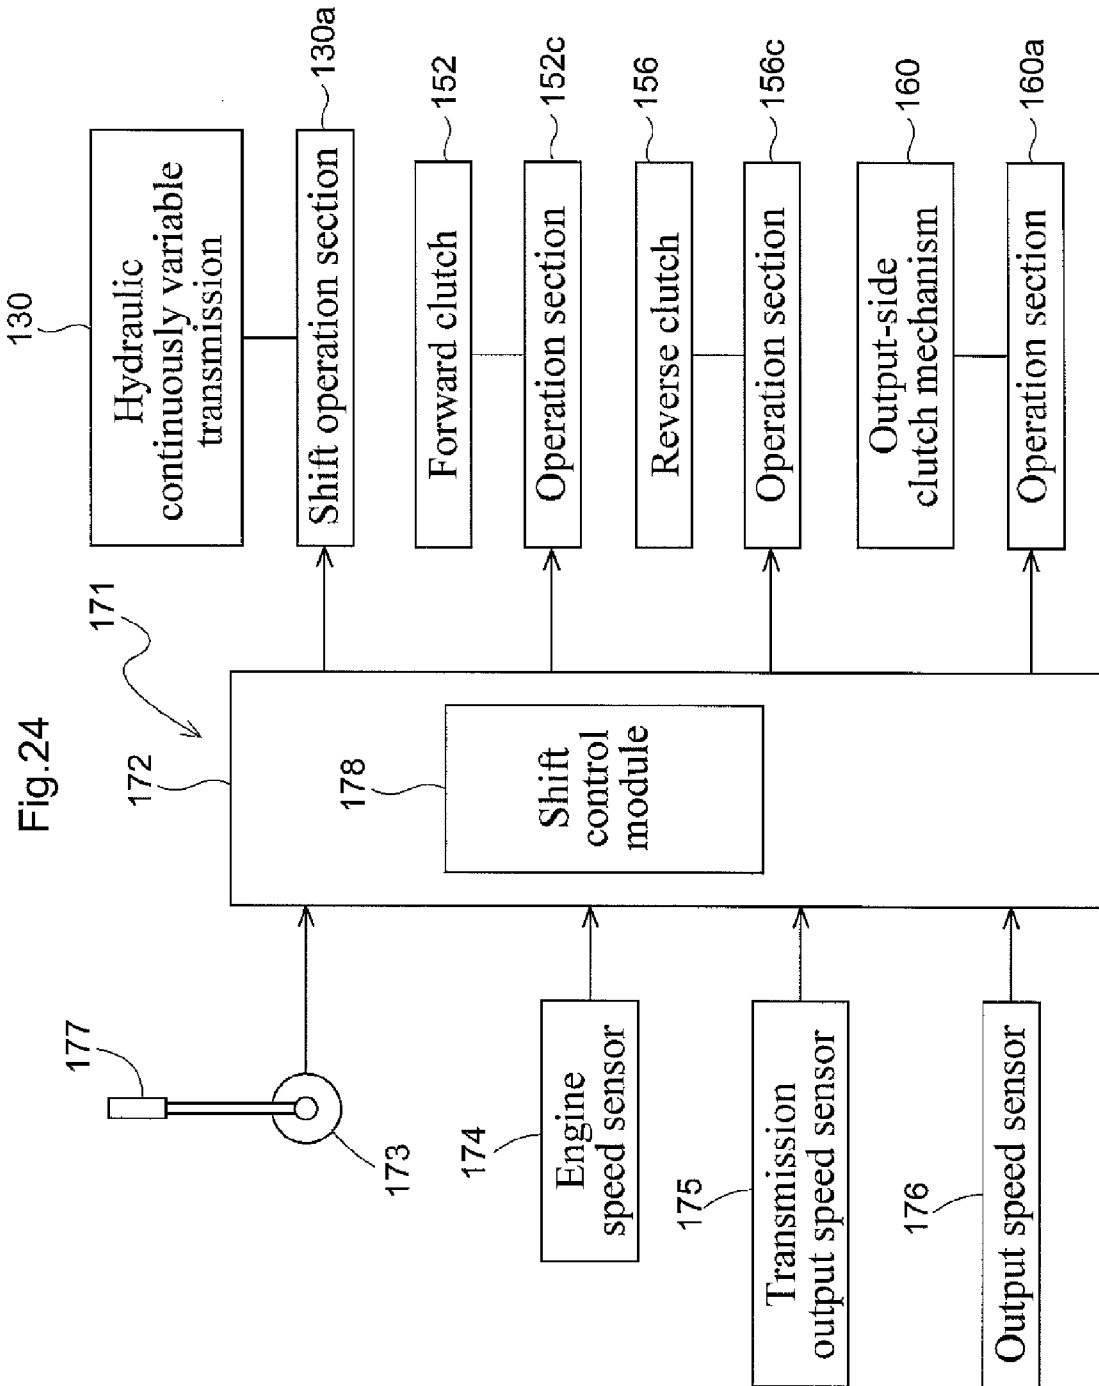 Fig.24
171
172
178
Shift
control
module
177
173
174
Engine
speed sensor
175
Transmission
output speed sensor
176
Output speed sensor
130
Hydraulic
continuously variable
transmission
130a
Shift operation section
152
Forward clutch
152c
Operation section
156
Reverse clutch
156c
Operation section
160
Output-side
clutch mechanism
160a
Operation section